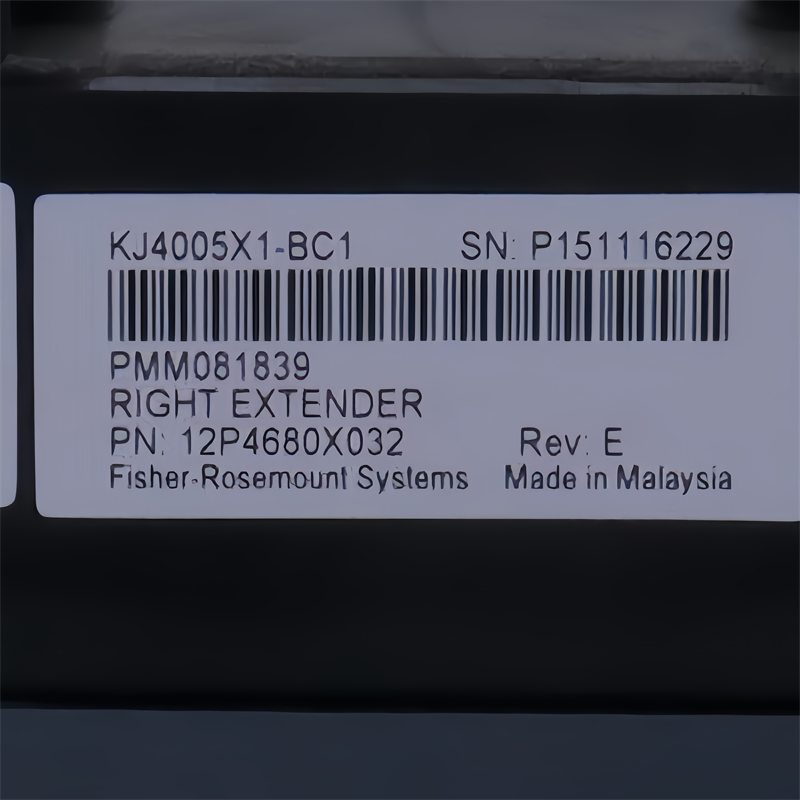 KJ4005X1-BC1 SN: P151116229
PMM081839
RIGHT EXTENDER
PN: 12P4680X032 Rev: E
Fisher-Rosemount Systems Made in Malaysia